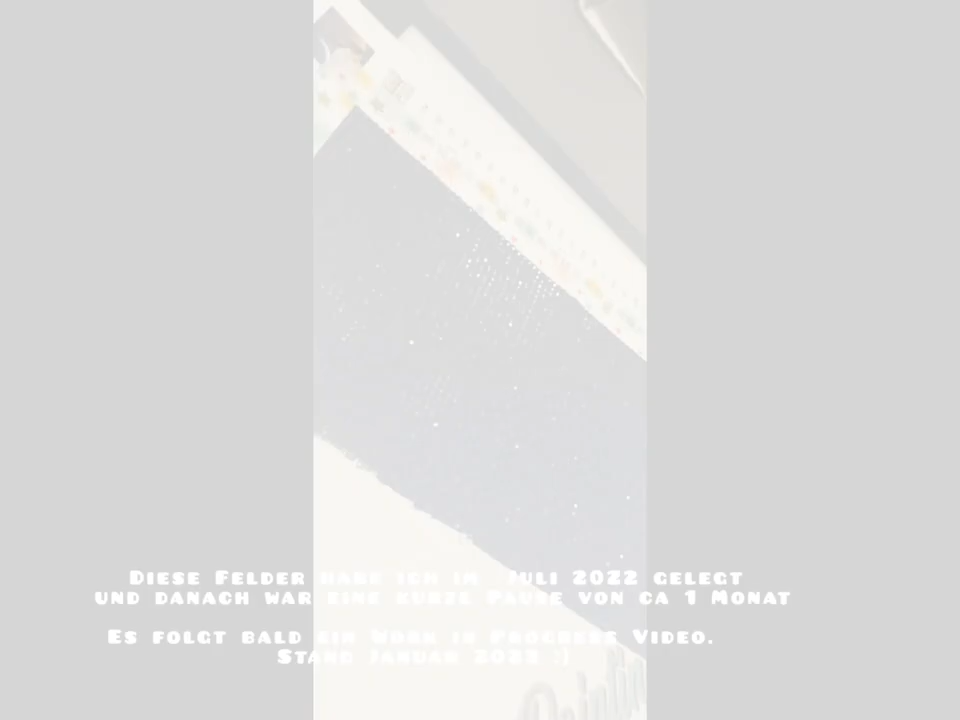 Diese Felder habe ich im Juli 2022 gelegt
und danach war eine kurze Pause von ca 1 Monat
Es folgt bald ein Work in Progress Video.
Stand Januar :)